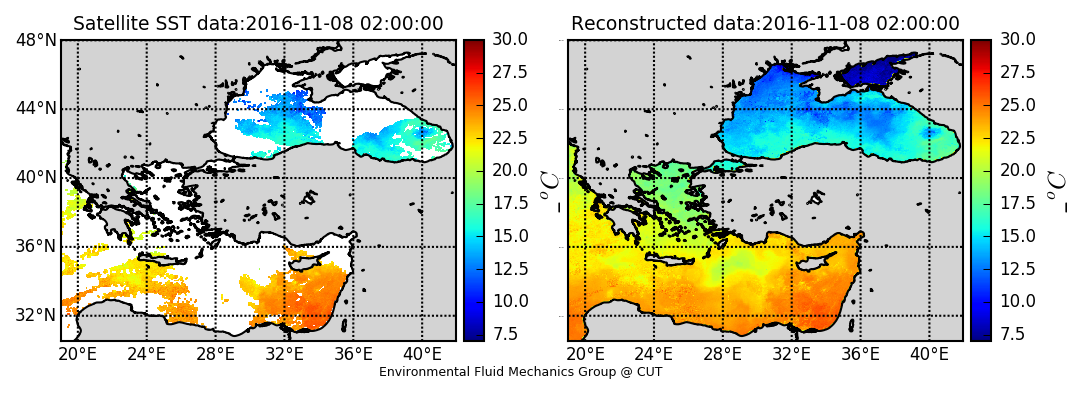 Satellite SST data:2016-11-08 02:00:00
Reconstructed data:2016-11-08 02:00:00
48°N
44°N
40°N
36°N
32°N
20°E 24°E 28°E 32°E 36°E 40°E
30.0
27.5
25.0
22.5
20.0
17.5
15.0
12.5
10.0
7.5
_ °C
20°E 24°E 28°E 32°E 36°E 40°E
30.0
27.5
25.0
22.5
20.0
17.5
15.0
12.5
10.0
7.5
_ °C
Environmental Fluid Mechanics Group @ CUT